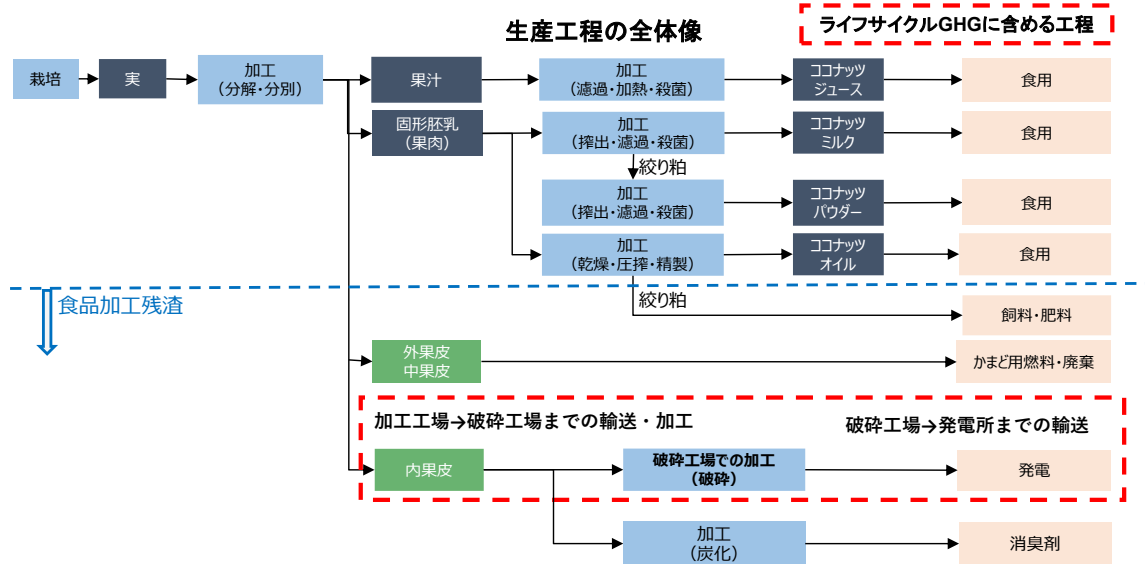 生産工程の全体像
ライフサイクルGHGに含める工程
栽培
実
加工
(分解・分別)
果汁
加工
(濾過・加熱・殺菌)
ココナッツ
ジュース
食用
固形胚乳
(果肉)
加工
(搾出・濾過・殺菌)
ココナッツ
ミルク
食用
絞り粕
加工
(搾出・濾過・殺菌)
ココナッツ
パウダー
食用
加工
(乾燥・圧搾・精製)
ココナッツ
オイル
食用
食品加工残渣
絞り粕
飼料・肥料
外果皮
中果皮
かまど用燃料・廃棄
加工工場→破砕工場までの輸送・加工
破砕工場→発電所までの輸送
内果皮
破砕工場での加工
(破砕)
発電
加工
(炭化)
消臭剤